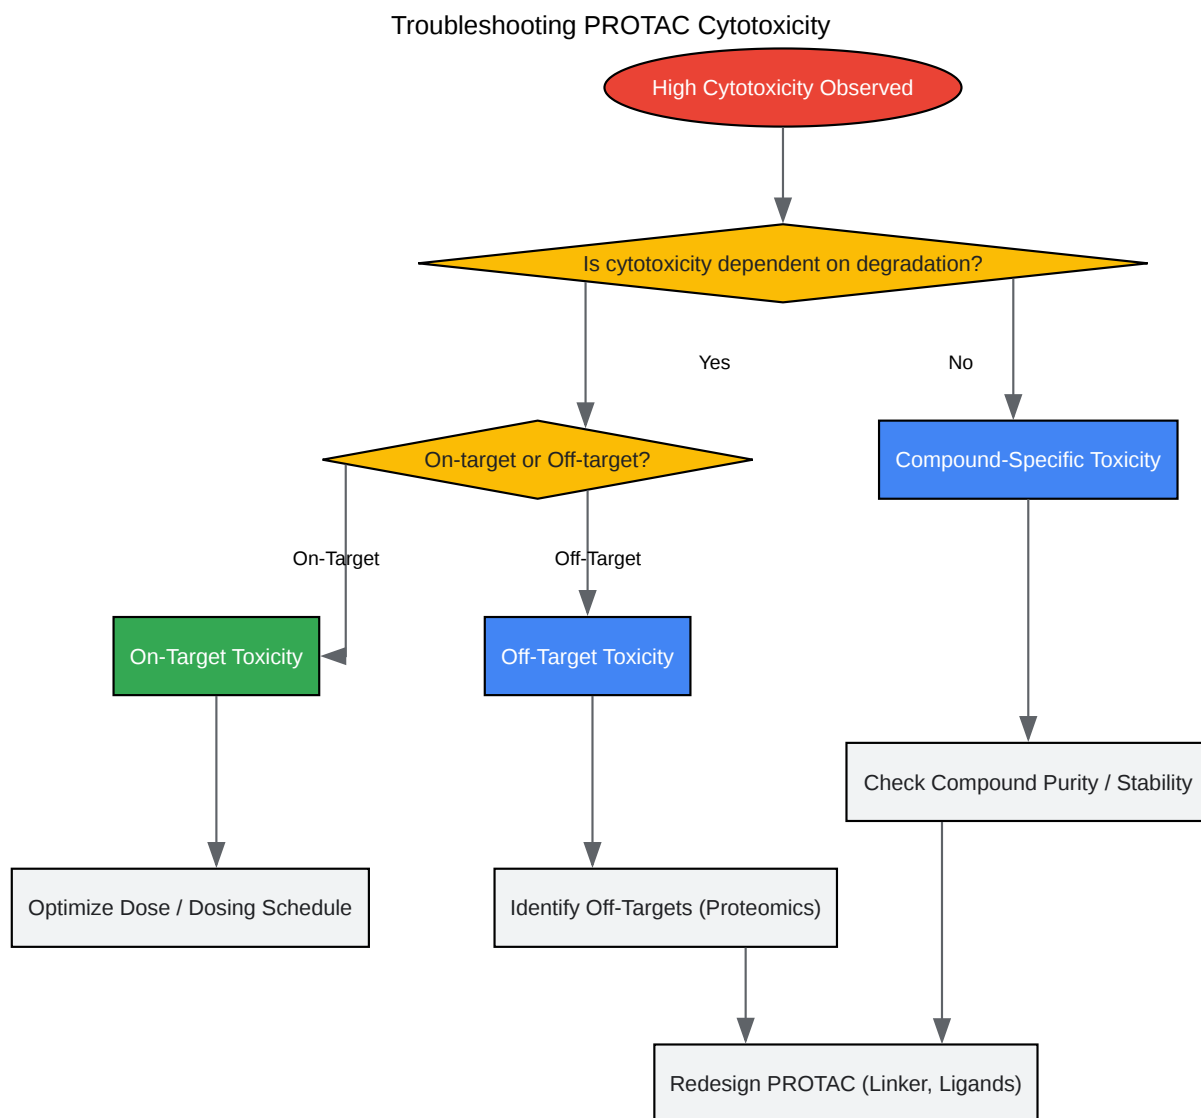 Troubleshooting PROTAC Cytotoxicity
High Cytotoxicity Observed
Is cytotoxicity dependent on degradation?
Yes
No
On-target or Off-target?
Compound-Specific Toxicity
On-Target
Off-Target
On-Target Toxicity
Off-Target Toxicity
Check Compound Purity / Stability
Optimize Dose / Dosing Schedule
Identify Off-Targets (Proteomics)
Redesign PROTAC (Linker, Ligands)